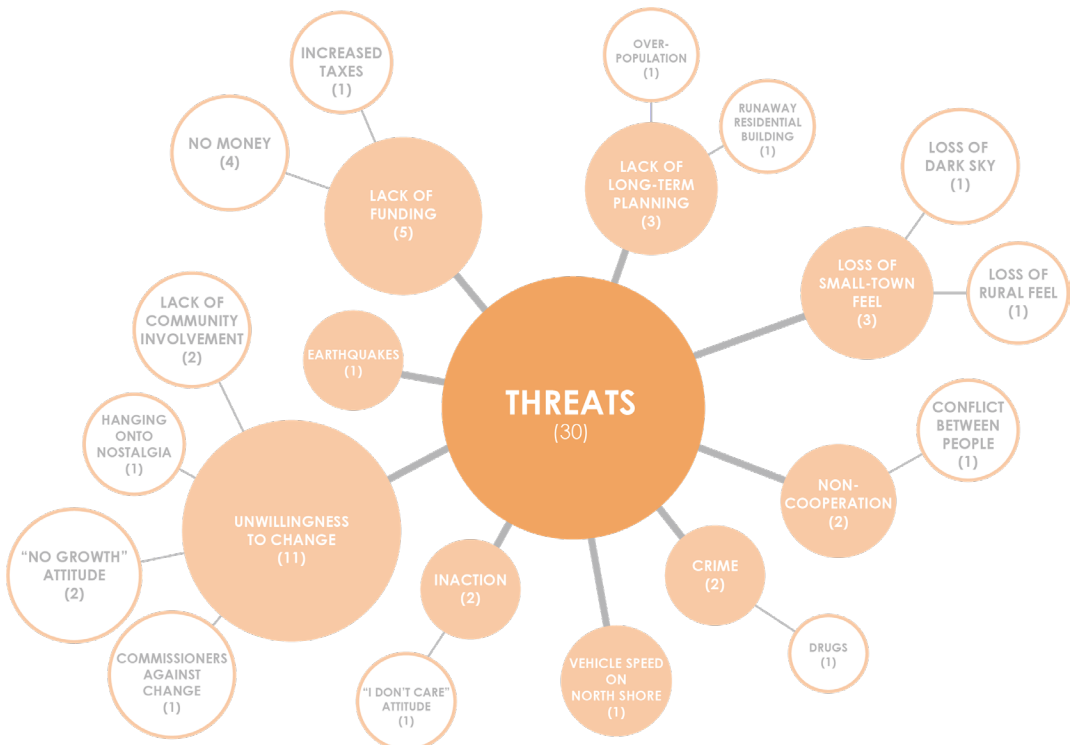 INCREASED
TAXES
(1)
NO MONEY
(4)
LACK OF
FUNDING
(5)
OVER-
POPULATION
(1)
RUNAWAY
RESIDENTIAL
BUILDING
(1)
LACK OF
LONG-TERM
PLANNING
(3)
LOSS OF
DARK SKY
(1)
LOSS OF
SMALL-TOWN
FEEL
(3)
LOSS OF
RURAL FEEL
(1)
LACK OF
COMMUNITY
INVOLVEMENT
(2)
EARTHQUAKES
(1)
THREATS
(30)
HANGING
ONTO
NOSTALGIA
(1)
CONFLICT
BETWEEN
PEOPLE
(1)
NON-
COOPERATION
(2)
UNWILLINGNESS
TO CHANGE
(11)
"NO GROWTH"
ATTITUDE
(2)
INACTION
(2)
CRIME
(2)
COMMISSIONERS
AGAINST
CHANGE
(1)
"I DON'T CARE"
ATTITUDE
(1)
VEHICLE SPEED
ON
NORTH SHORE
(1)
DRUGS
(1)